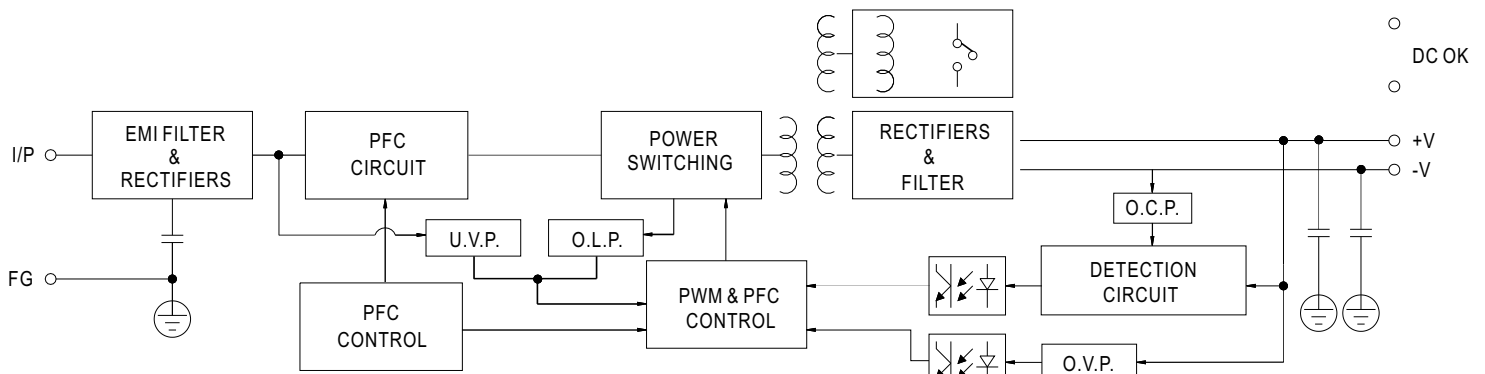 DC OK
I/P
EMI FILTER
&
RECTIFIERS
PFC
CIRCUIT
POWER
SWITCHING
RECTIFIERS
&
FILTER
+V
-V
O.C.P.
U.V.P.
O.L.P.
FG
DETECTION
CIRCUIT
PWM & PFC
CONTROL
PFC
CONTROL
O.V.P.